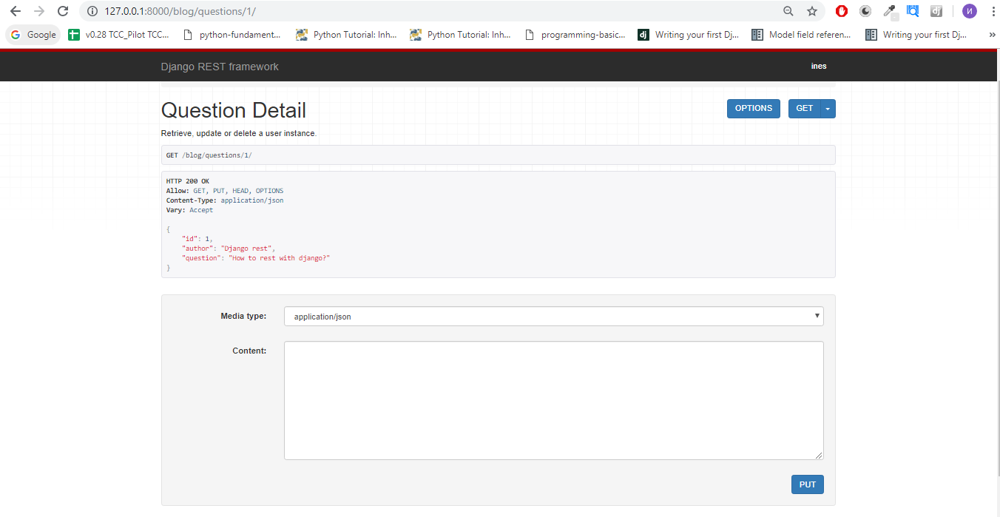 127.0.0.1:8000/blog/questions/1/
И
Google
v0.28 TCC_Pilot TCC...
python-fundament...
Python Tutorial: Inh...
Python Tutorial: Inh...
programming-basic...
dj
Writing your first Dj...
Model field referen...
Writing your first Dj...
»
Django REST framework
ines
Question Detail
OPTIONS
GET
Retrieve, update or delete a user instance.
GET /blog/questions/1/
HTTP 200 OK
Allow: GET, PUT, HEAD, OPTIONS
Content-Type: application/json
Vary: Accept
{
"id": 1,
"author": "Django rest",
"question": "How to rest with django?"
}
Media type:
application/json
Content:
PUT